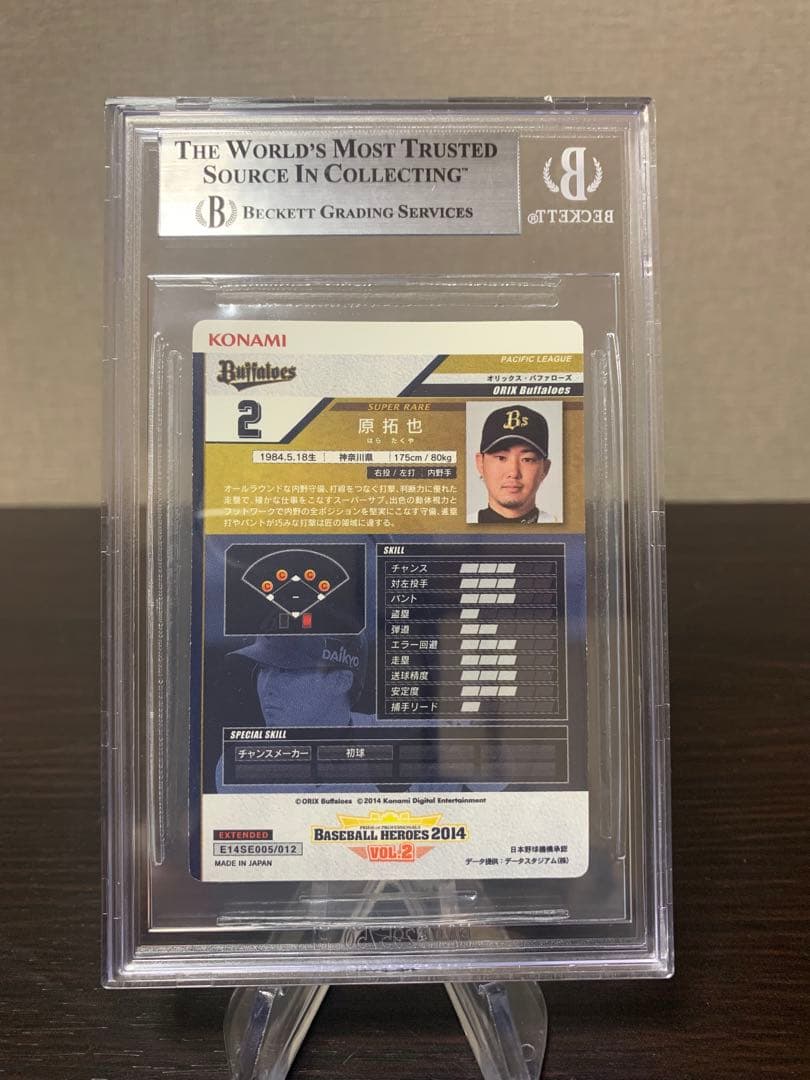 THE WORLD'S MOST TRUSTED
SOURCE IN COLLECTING™
B BECKETT GRADING SERVICES
B
BECKETT®
KONAMI
PACIFIC LEAGUE
Buffaloes
オリックス・バファローズ
ORIX Buffaloes
2
SUPER RARE
原拓也
はら たくや
Bs
1984.5.18生 神奈川県 175cm / 80kg
右投 / 左打 内野手
オールラウンドな内野守備、打線をつなぐ打撃、判断力に優れた
走塁で、確かな仕事をこなすスーパーサブ。出色の動体視力と
フットワークで内野の全ポジションを堅実にこなす守備、進塁
打やバントが巧みな打撃は匠の領域に達する。
C C C C
SKILL
チャンス
対左投手
バント
盗塁
弾道
エラー回避
走塁
送球精度
安定度
捕手リード
DAIKYO
SPECIAL SKILL
チャンスメーカー 初球
©ORIX Buffaloes ©2014 Konami Digital Entertainment
EXTENDED
E14SE005/012
MADE IN JAPAN
PRIDE of PROFESSIONALS
BASEBALL HEROES 2014
VOL.2
日本野球機構承認
データ提供：データスタジアム(株)